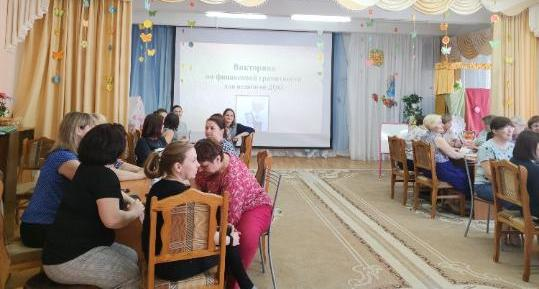 Викторина
по финансовой грамотности
для педагогов ДОУ